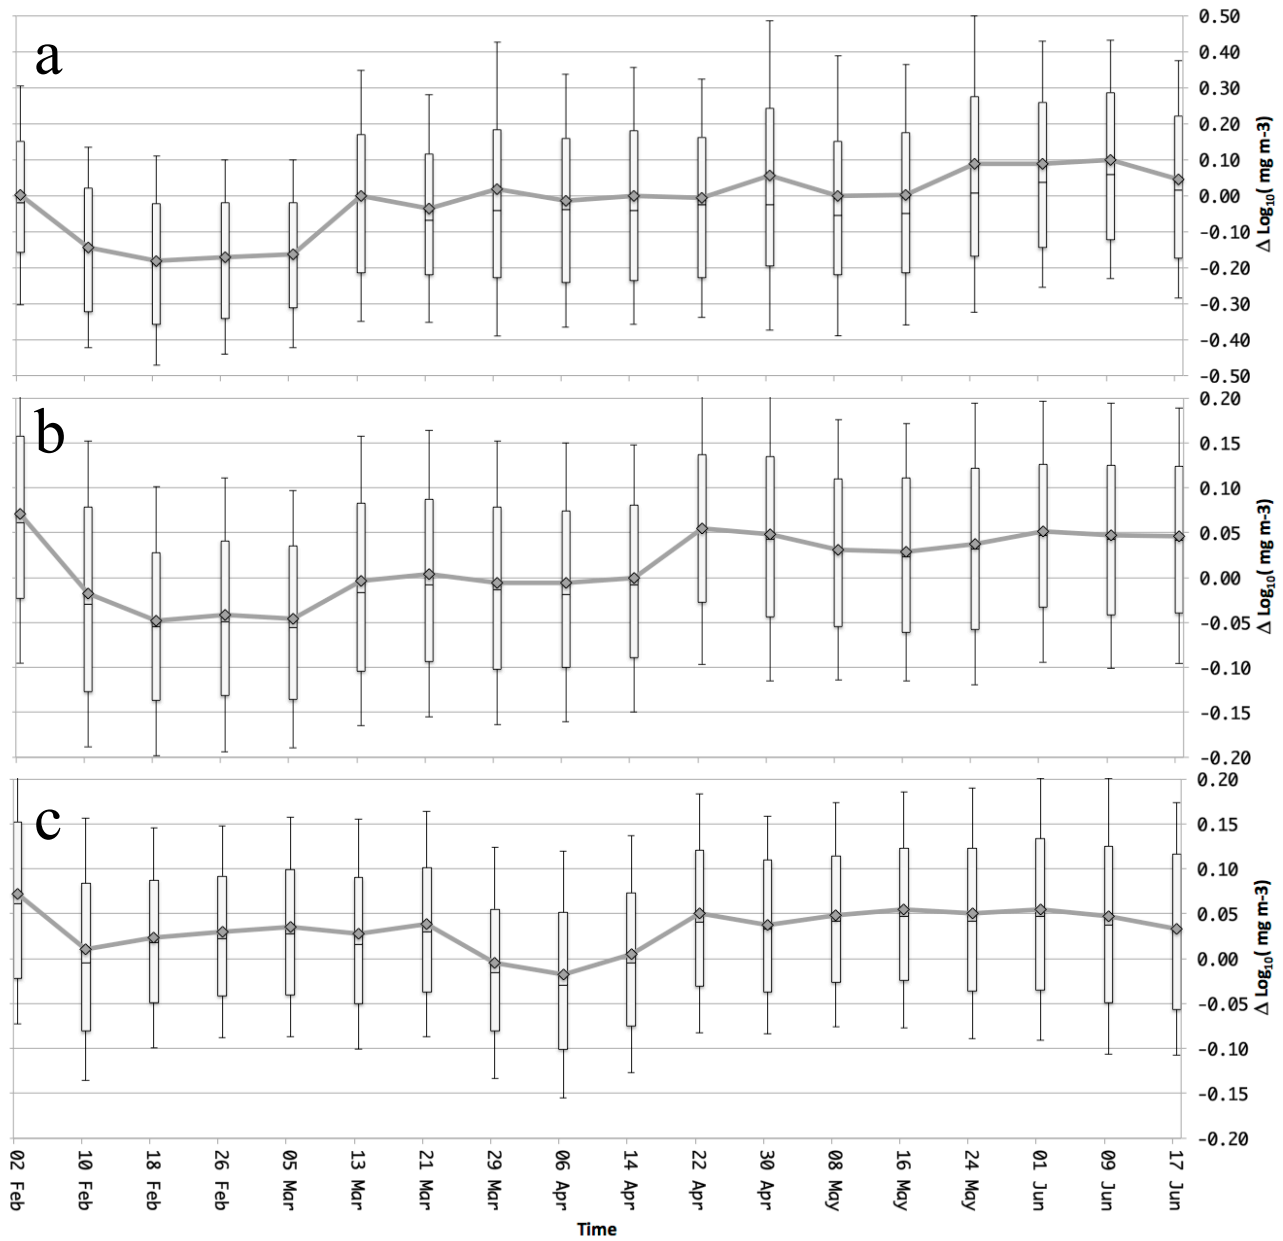 a
0.50
0.40
0.30
0.20
0.10
0.00
-0.10
-0.20
-0.30
-0.40
-0.50
Δ Log10( mg m-3)
b
0.20
0.15
0.10
0.05
0.00
-0.05
-0.10
-0.15
-0.20
Δ Log10( mg m-3)
c
0.20
0.15
0.10
0.05
0.00
-0.05
-0.10
-0.15
-0.20
Δ Log10( mg m-3)
02 Feb
10 Feb
18 Feb
26 Feb
05 Mar
13 Mar
21 Mar
29 Mar
06 Apr
14 Apr
22 Apr
30 Apr
08 May
16 May
24 May
01 Jun
09 Jun
17 Jun
Time